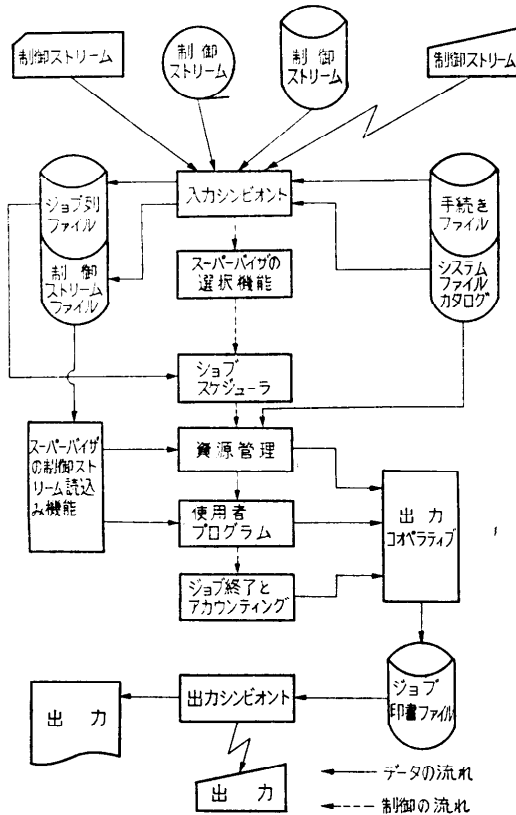 制御ストリーム
制御
ストリーム
制御
ストリーム
制御ストリーム
ジョブ列
ファイル
制御
ストリーム
ファイル
入力シンビオント
手続き
ファイル
システム
ファイル
カタログ
スーパーバイザの
選択機能
ジョブ
スケジューラ
スーパーバイザ
の制御スト
リーム読込
み機能
資源管理
使用者
プログラム
ジョブ終了と
アカウンティング
出力
コオペラティブ
ジョブ
印書ファイル
出力シンビオント
出力
出力
データの流れ
制御の流れ